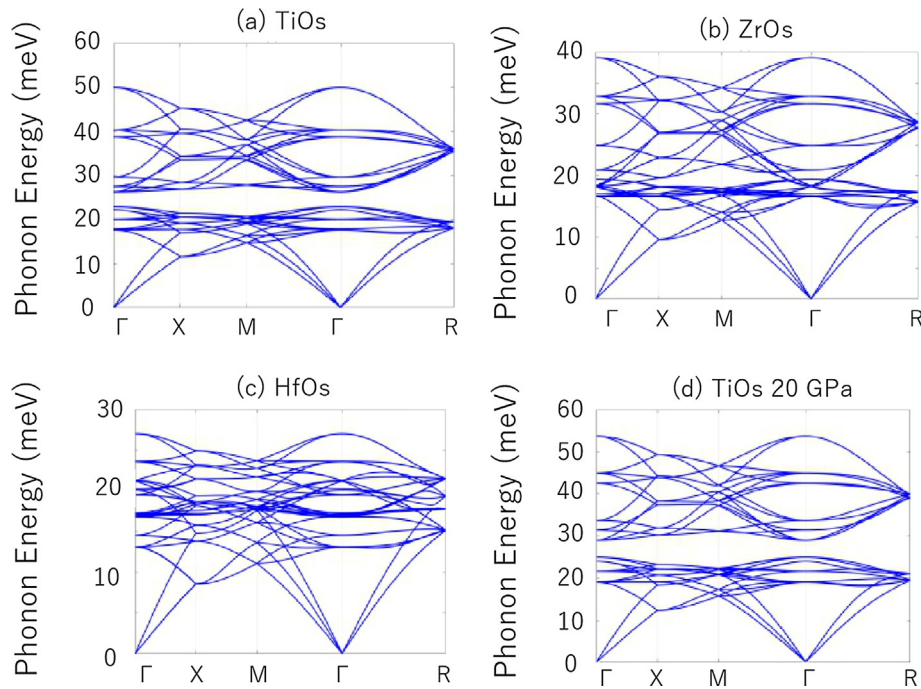 (a) TiOs
Phonon Energy (meV)
60
50
40
30
20
10
0
Γ X M Γ R
(b) ZrOs
Phonon Energy (meV)
40
30
20
10
0
Γ X M Γ R
(c) HfOs
Phonon Energy (meV)
30
20
10
0
Γ X M Γ R
(d) TiOs 20 GPa
Phonon Energy (meV)
60
50
40
30
20
10
0
Γ X M Γ R